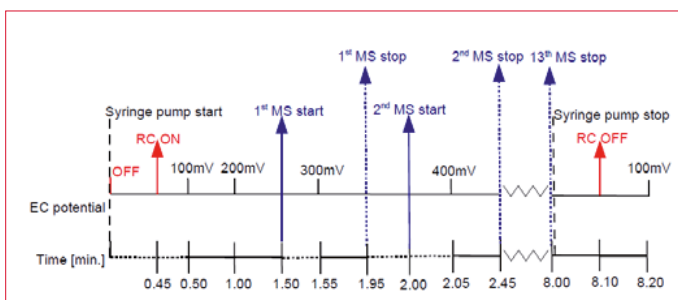 1st MS stop
2nd MS stop
13th MS stop
Syringe pump start
1st MS start
2nd MS start
Syringe pump stop
RC ON
RC OFF
OFF
100mV
200mV
300mV
400mV
100mV
EC potential
Time [min.]
0.45 0.50 1.00 1.50 1.55 1.95 2.00 2.05 2.45 8.00 8.10 8.20